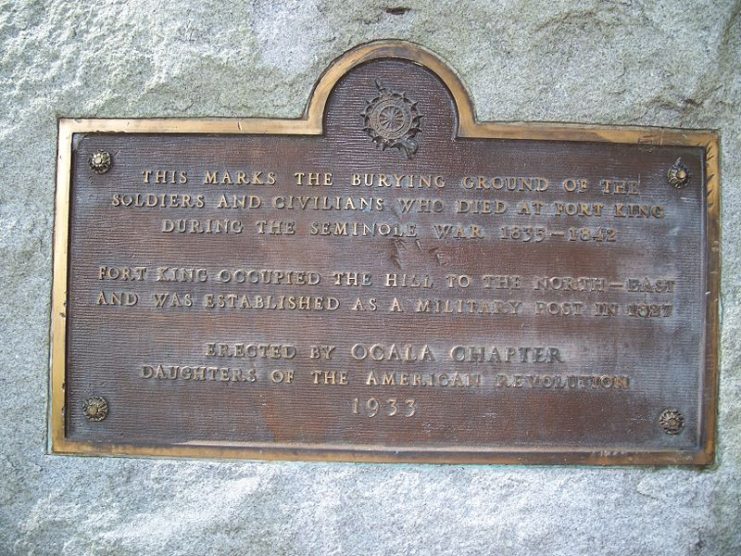 THIS MARKS THE BURYING GROUND OF THE
SOLDIERS AND CIVILIANS WHO DIED AT FORT KING
DURING THE SEMINOLE WAR 1835-1842
FORT KING OCCUPIED THE HILL TO THE NORTH-EAST
AND WAS ESTABLISHED AS A MILITARY POST IN 1827
ERECTED BY OCALA CHAPTER
DAUGHTERS OF THE AMERICAN REVOLUTION
1933